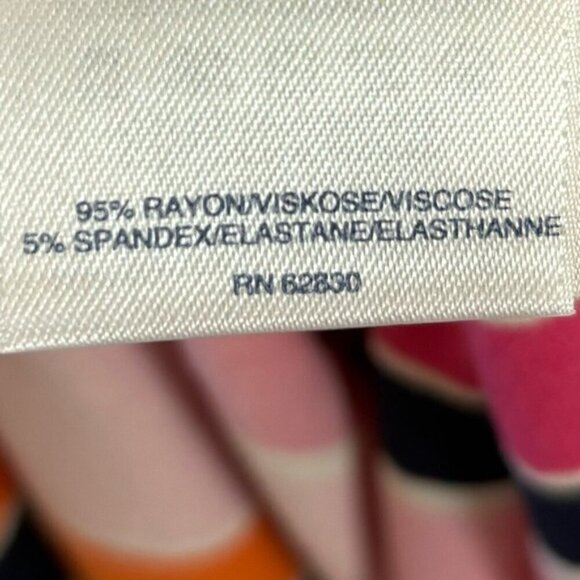 95% RAYON/VISKOSE/VISCOSE
5% SPANDEX/ELASTANE/ELASTHANNE
RN 62830